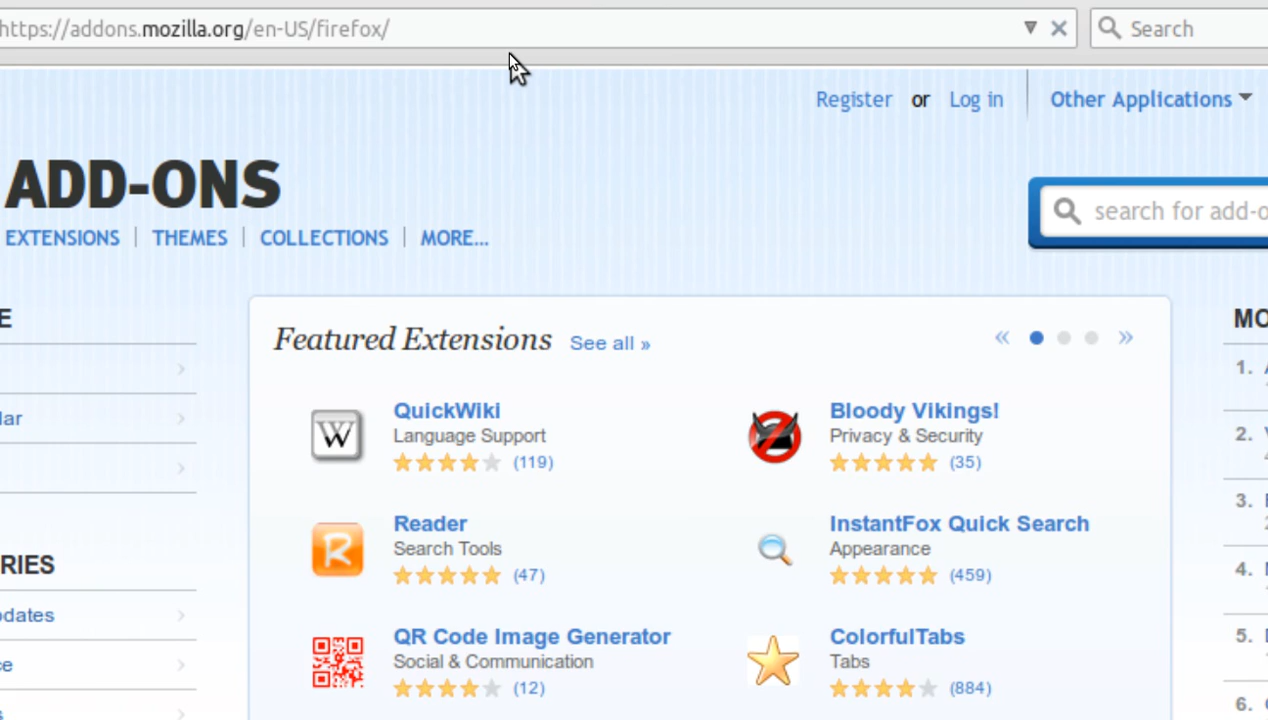 https://addons.mozilla.org/en-US/firefox/
Search
Register or Log in
Other Applications
ADD-ONS
search for add-o
EXTENSIONS THEMES COLLECTIONS MORE...
Featured Extensions See all »
« »
QuickWiki
Language Support
(119)
Bloody Vikings!
Privacy & Security
(35)
Reader
Search Tools
(47)
InstantFox Quick Search
Appearance
(459)
QR Code Image Generator
Social & Communication
(12)
ColorfulTabs
Tabs
(884)
E
lar
RIES
pdates
ce
s
MO
1.
2.
3.
4.
5.
6.
W
R